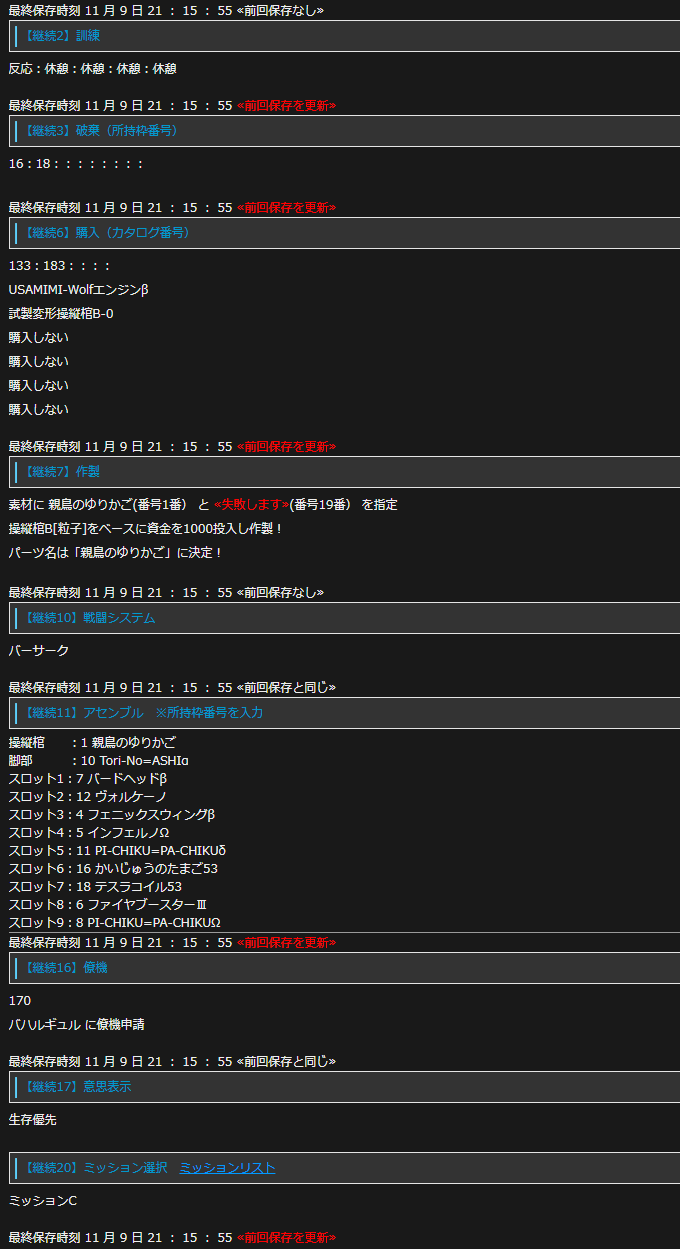 最終保存時刻 11 月 9 日 21 ： 15 ： 55 «前回保存なし»
【継続2】訓練
反応：休憩：休憩：休憩：休憩
最終保存時刻 11 月 9 日 21 ： 15 ： 55 «前回保存を更新»
【継続3】破棄（所持枠番号）
16：18：：：：：：：：
最終保存時刻 11 月 9 日 21 ： 15 ： 55 «前回保存を更新»
【継続6】購入（カタログ番号）
133：183：：：：
USAMIMI-Wolfエンジンβ
試製変形操縦棺B-0
購入しない
購入しない
購入しない
購入しない
最終保存時刻 11 月 9 日 21 ： 15 ： 55 «前回保存を更新»
【継続7】作製
素材に 親鳥のゆりかご(番号1番） と «失敗します»(番号19番） を指定
操縦棺B[粒子]をベースに資金を1000投入し作製！
パーツ名は「親鳥のゆりかご」に決定！
最終保存時刻 11 月 9 日 21 ： 15 ： 55 «前回保存なし»
【継続10】戦闘システム
バーサーク
最終保存時刻 11 月 9 日 21 ： 15 ： 55 «前回保存と同じ»
【継続11】アセンブル　※所持枠番号を入力
操縦棺　　：1 親鳥のゆりかご
脚部　　　：10 Tori-No=ASHIα
スロット1：7 バードヘッドβ
スロット2：12 ヴォルケーノ
スロット3：4 フェニックスウィングβ
スロット4：5 インフェルノΩ
スロット5：11 PI-CHIKU=PA-CHIKUδ
スロット6：16 かいじゅうのたまご53
スロット7：18 テスラコイル53
スロット8：6 ファイヤブースターⅢ
スロット9：8 PI-CHIKU=PA-CHIKUΩ
最終保存時刻 11 月 9 日 21 ： 15 ： 55 «前回保存を更新»
【継続16】僚機
170
バハルギュル に僚機申請
最終保存時刻 11 月 9 日 21 ： 15 ： 55 «前回保存と同じ»
【継続17】意思表示
生存優先
【継続20】ミッション選択　ミッションリスト
ミッションC
最終保存時刻 11 月 9 日 21 ： 15 ： 55 «前回保存を更新»